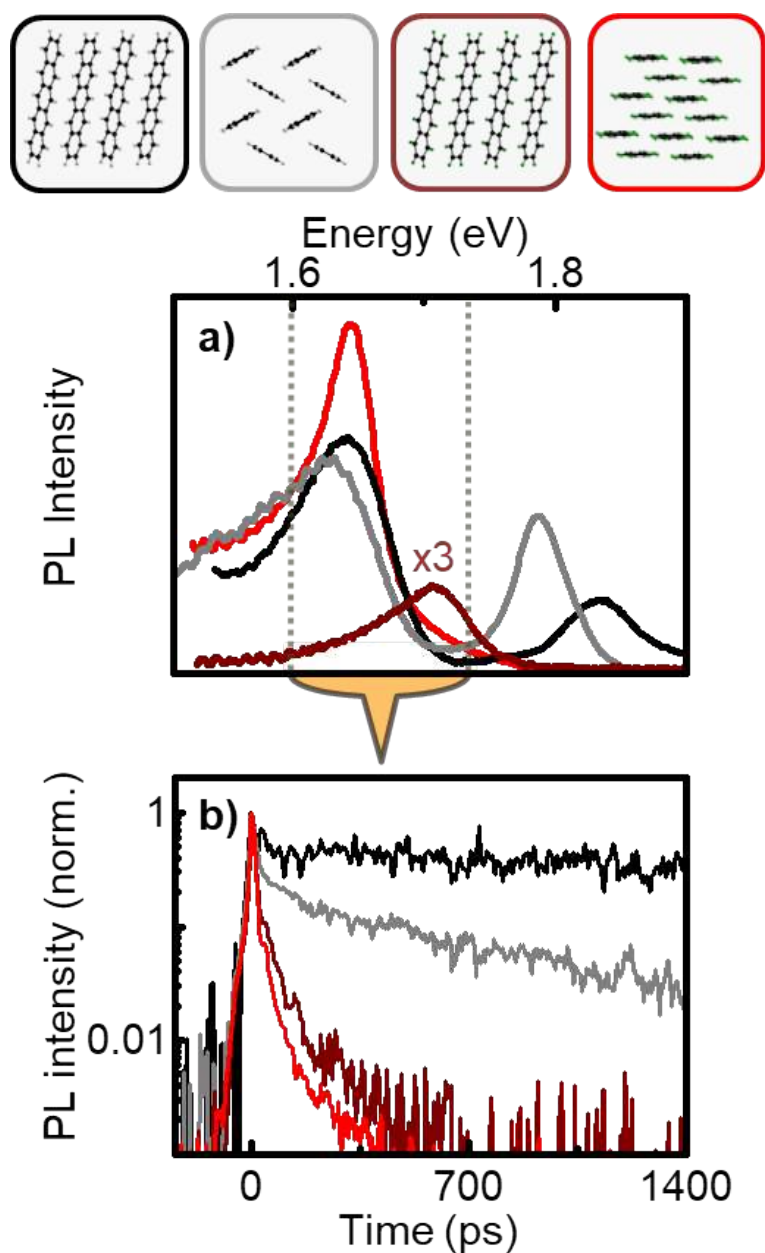 Energy (eV)
1.6 1.8
a)
PL Intensity
x3
b)
PL intensity (norm.)
1
0.01
0 700 1400
Time (ps)